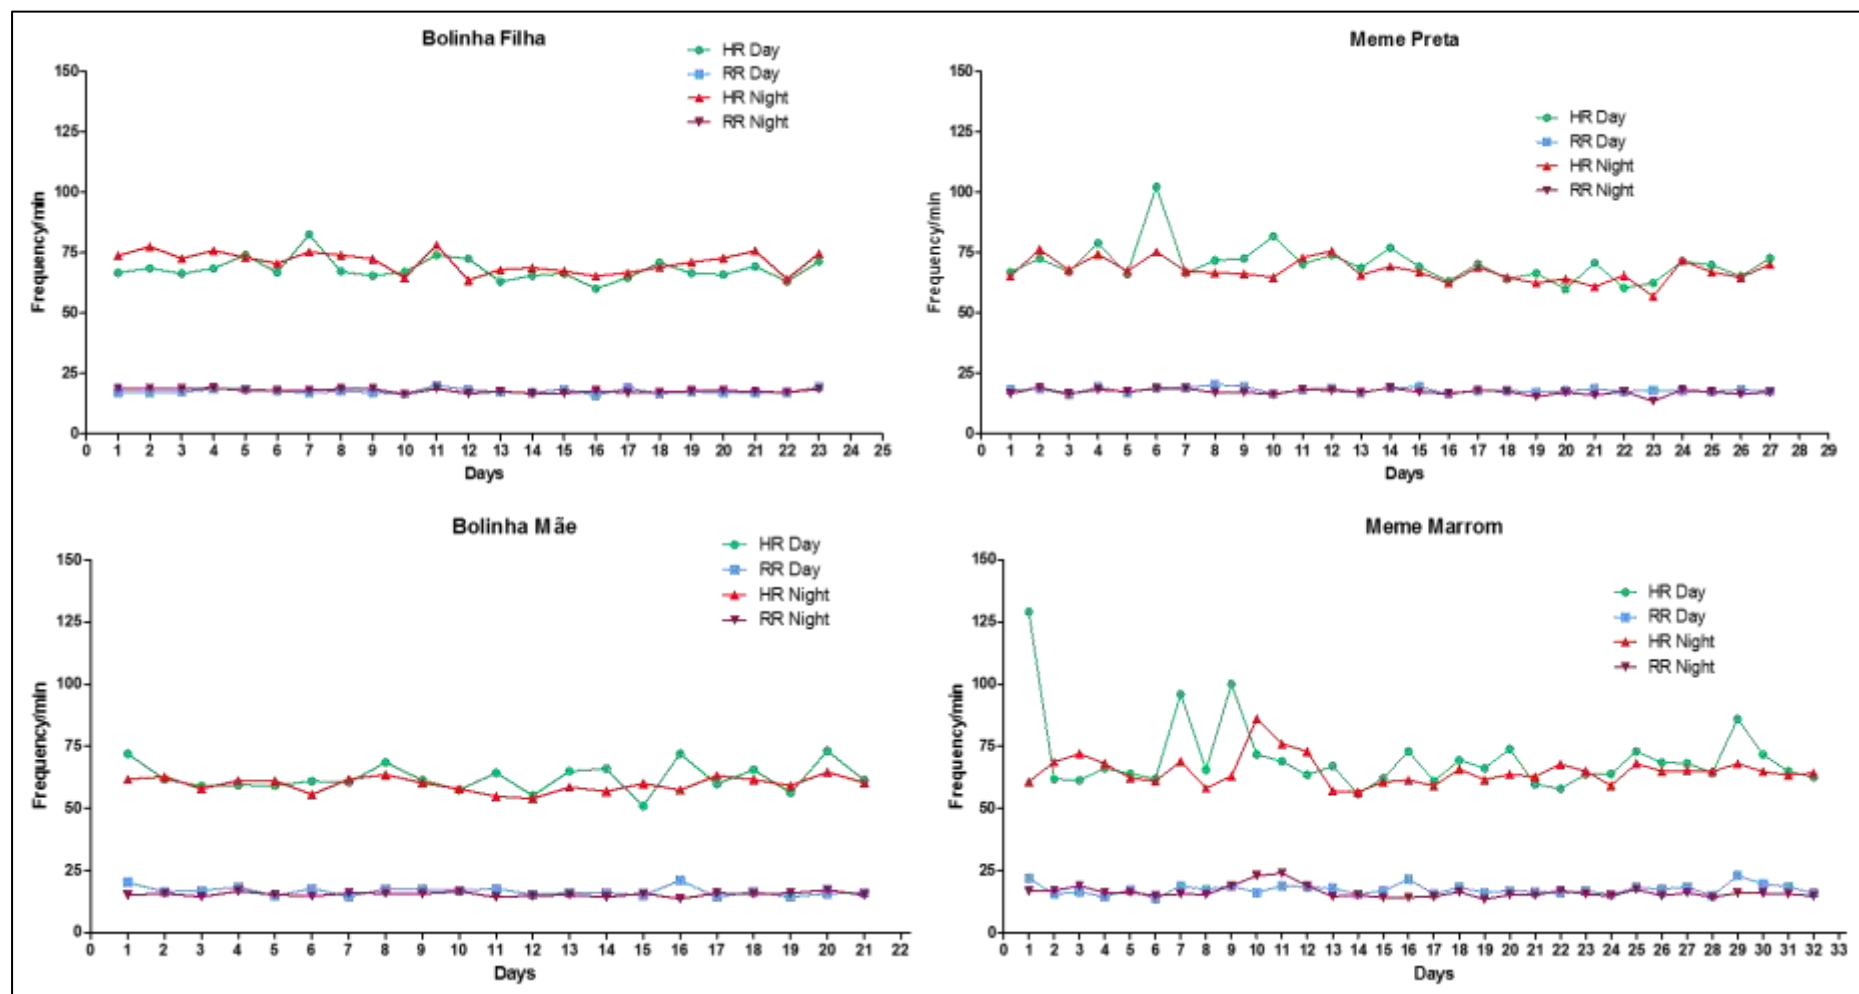 Bolinha Filha
HR Day
RR Day
HR Night
RR Night
150
125
100
75
50
25
0
Frequency/min
0 1 2 3 4 5 6 7 8 9 10 11 12 13 14 15 16 17 18 19 20 21 22 23 24 25
Days
Meme Preta
HR Day
RR Day
HR Night
RR Night
150
125
100
75
50
25
0
Frequency/min
0 1 2 3 4 5 6 7 8 9 10 11 12 13 14 15 16 17 18 19 20 21 22 23 24 25 26 27 28 29
Days
Bolinha Mãe
HR Day
RR Day
HR Night
RR Night
150
125
100
75
50
25
0
Frequency/min
0 1 2 3 4 5 6 7 8 9 10 11 12 13 14 15 16 17 18 19 20 21 22
Days
Meme Marrom
HR Day
RR Day
HR Night
RR Night
150
125
100
75
50
25
0
Frequency/min
0 1 2 3 4 5 6 7 8 9 10 11 12 13 14 15 16 17 18 19 20 21 22 23 24 25 26 27 28 29 30 31 32 33
Days